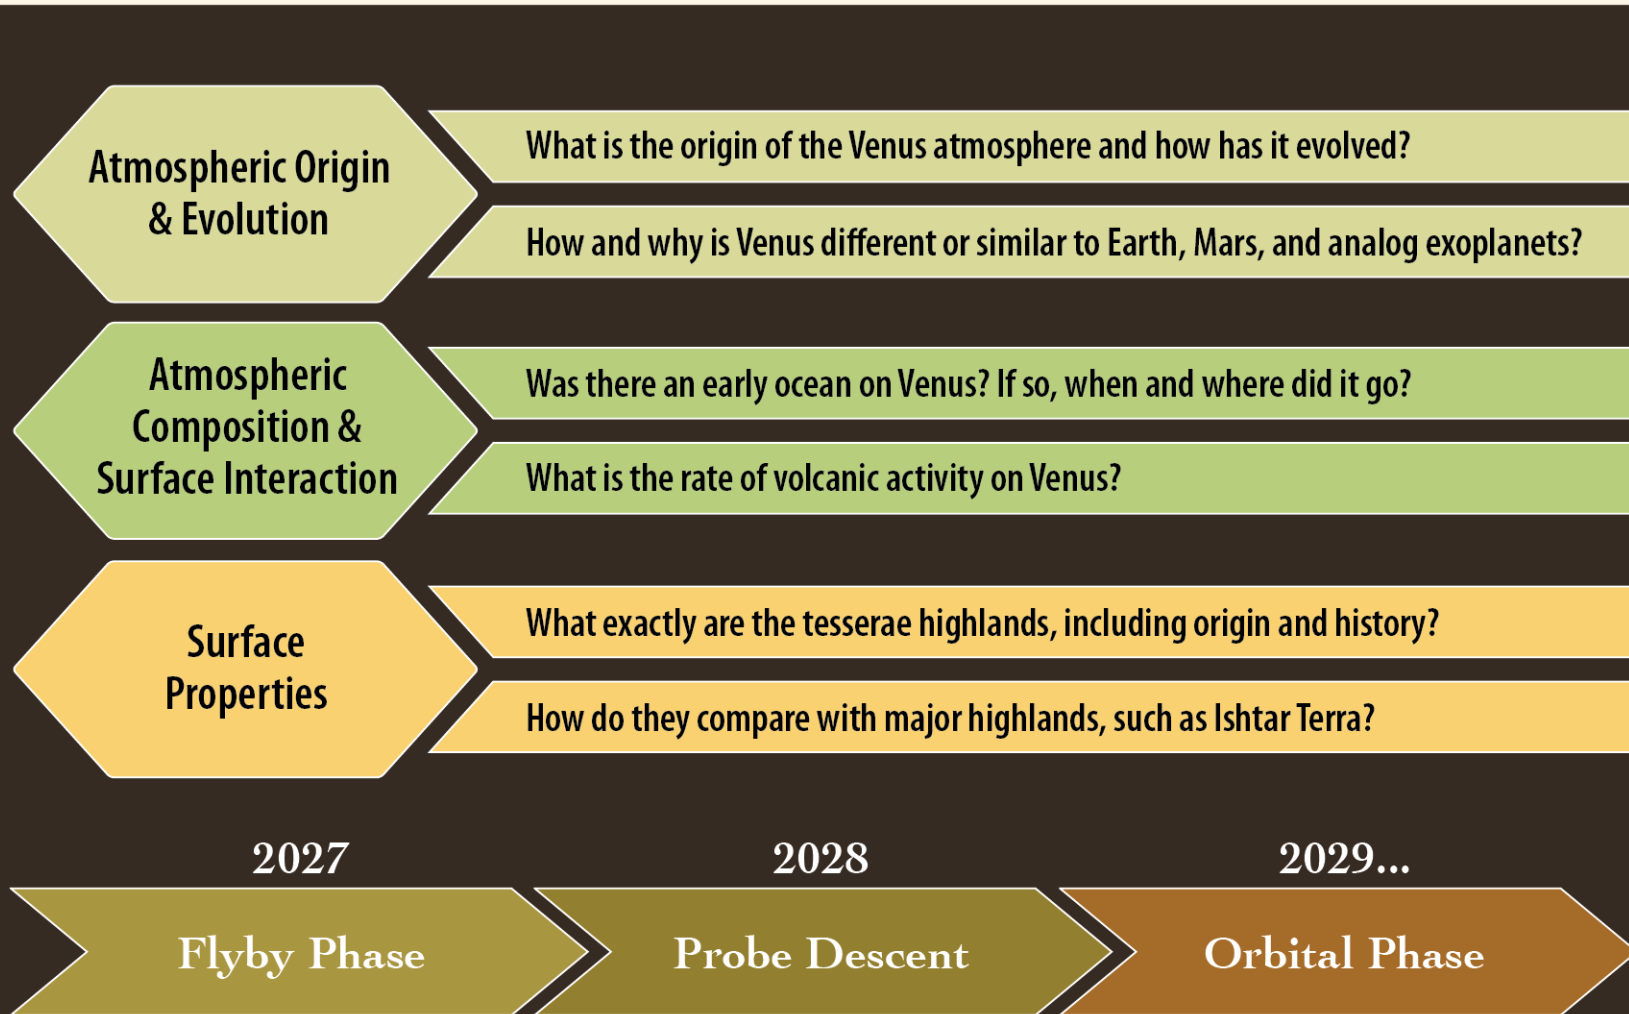 Atmospheric Origin
& Evolution
What is the origin of the Venus atmosphere and how has it evolved?
How and why is Venus different or similar to Earth, Mars, and analog exoplanets?
Atmospheric
Composition &
Surface Interaction
Was there an early ocean on Venus? If so, when and where did it go?
What is the rate of volcanic activity on Venus?
Surface
Properties
What exactly are the tesserae highlands, including origin and history?
How do they compare with major highlands, such as Ishtar Terra?
2027
2028
2029...
Flyby Phase
Probe Descent
Orbital Phase